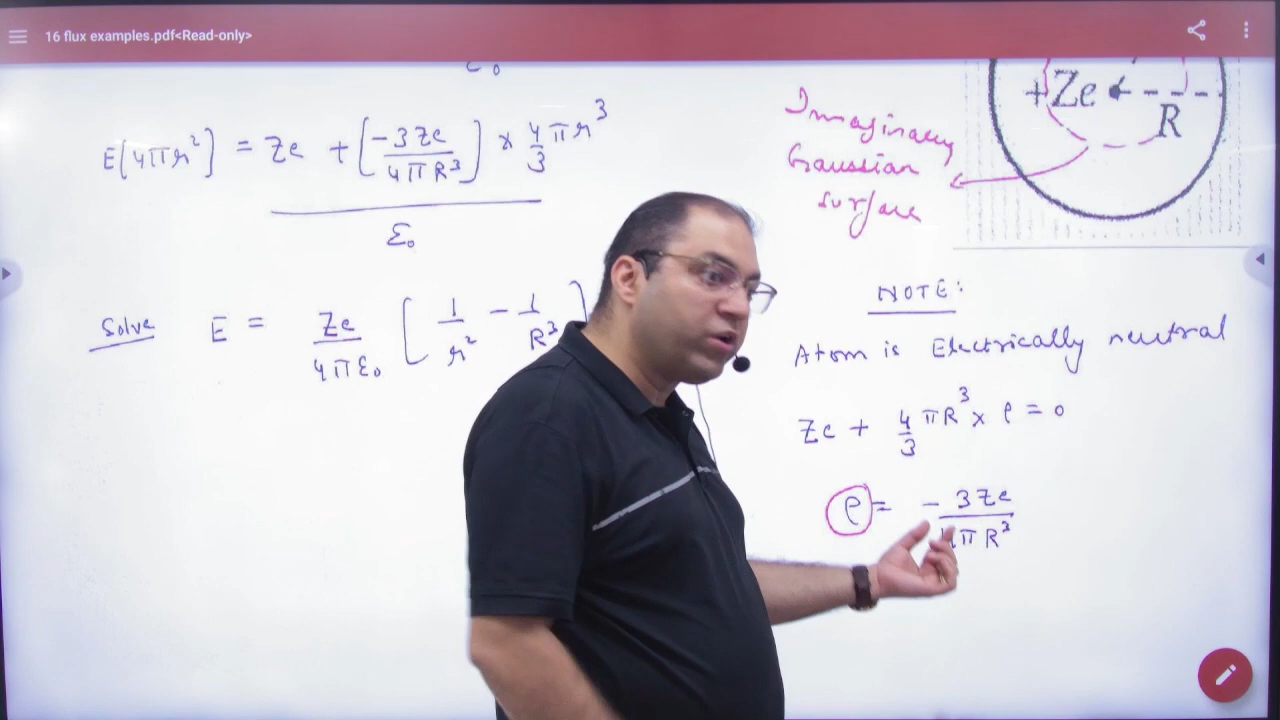 16 flux examples.pdf<Read-only>
ε₀
E(4πr²) = Ze + [-3Ze / 4πR³] × 4/3 πr³
ε₀
Solve E = Ze / 4πε₀ [1/r² - 1/R³
Imaginary
Gaussian
surface
+Ze
R
NOTE:
Atom is Electrically neutral
Ze + 4/3 πR³ × ρ = 0
ρ = -3Ze / 4πR³